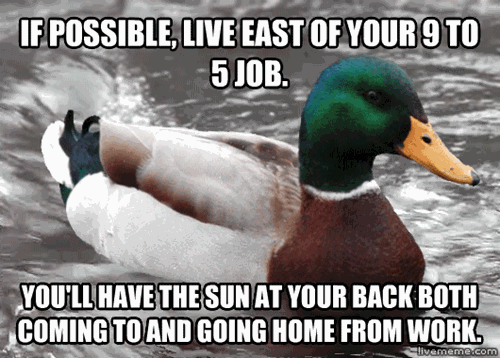 IF POSSIBLE, LIVE EAST OF YOUR 9 TO
5 JOB.
YOU'LL HAVE THE SUN AT YOUR BACK BOTH
COMING TO AND GOING HOME FROM WORK.
livememe.com